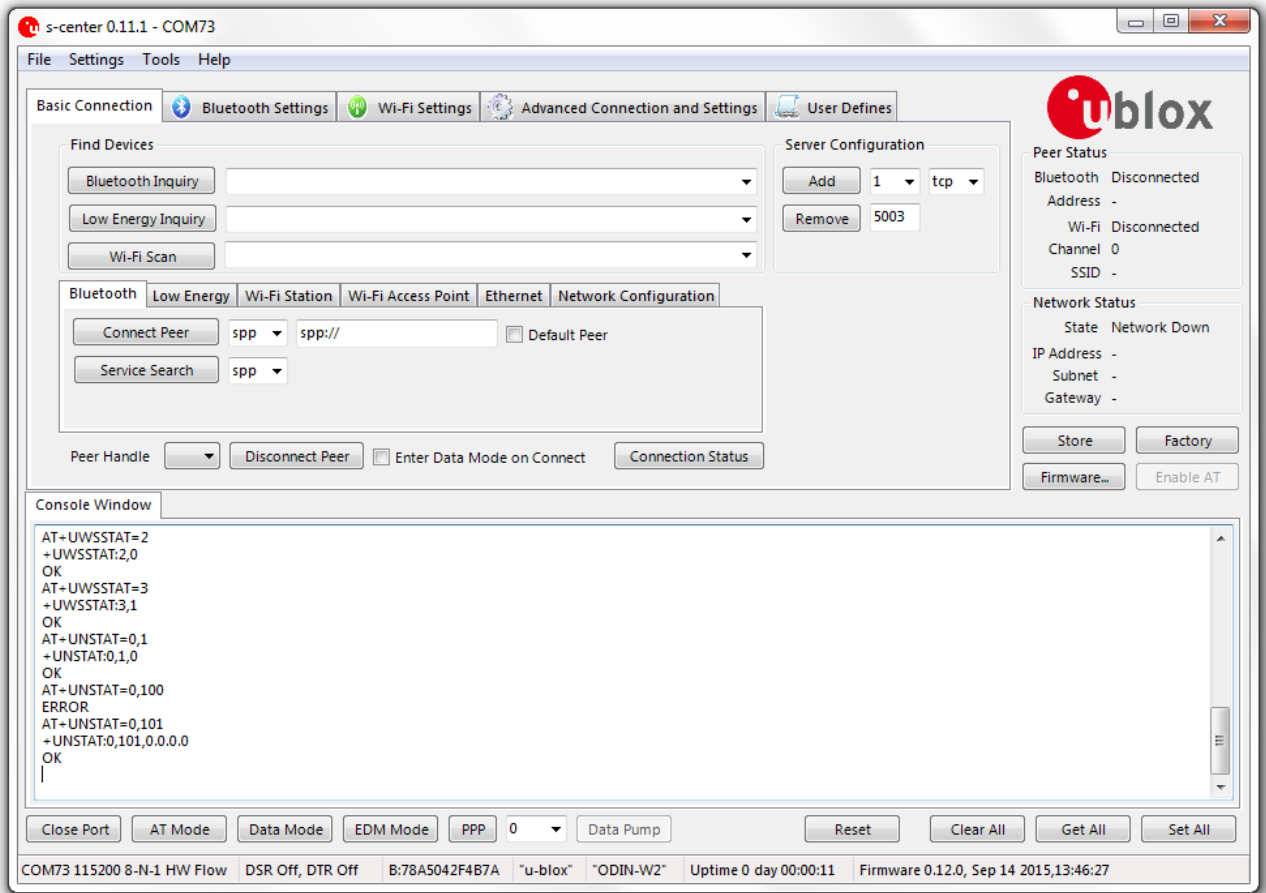 s-center 0.11.1 - COM73
File Settings Tools Help
Basic Connection Bluetooth Settings Wi-Fi Settings Advanced Connection and Settings User Defines
ublox
Find Devices
Bluetooth Inquiry
Low Energy Inquiry
Wi-Fi Scan
Server Configuration
Add 1 tcp
Remove 5003
Peer Status
Bluetooth Disconnected
Address -
Wi-Fi Disconnected
Channel 0
SSID -
Bluetooth Low Energy Wi-Fi Station Wi-Fi Access Point Ethernet Network Configuration
Connect Peer spp spp:// Default Peer
Service Search spp
Network Status
State Network Down
IP Address -
Subnet -
Gateway -
Peer Handle Disconnect Peer Enter Data Mode on Connect Connection Status
Store Factory
Firmware... Enable AT
Console Window
AT+UWSSTAT=2
+UWSSTAT:2,0
OK
AT+UWSSTAT=3
+UWSSTAT:3,1
OK
AT+UNSTAT=0,1
+UNSTAT:0,1,0
OK
AT+UNSTAT=0,100
ERROR
AT+UNSTAT=0,101
+UNSTAT:0,101,0.0.0.0
OK
Close Port AT Mode Data Mode EDM Mode PPP 0 Data Pump Reset Clear All Get All Set All
COM73 115200 8-N-1 HW Flow DSR Off, DTR Off B:78A5042F4B7A "u-blox" "ODIN-W2" Uptime 0 day 00:00:11 Firmware 0.12.0, Sep 14 2015,13:46:27